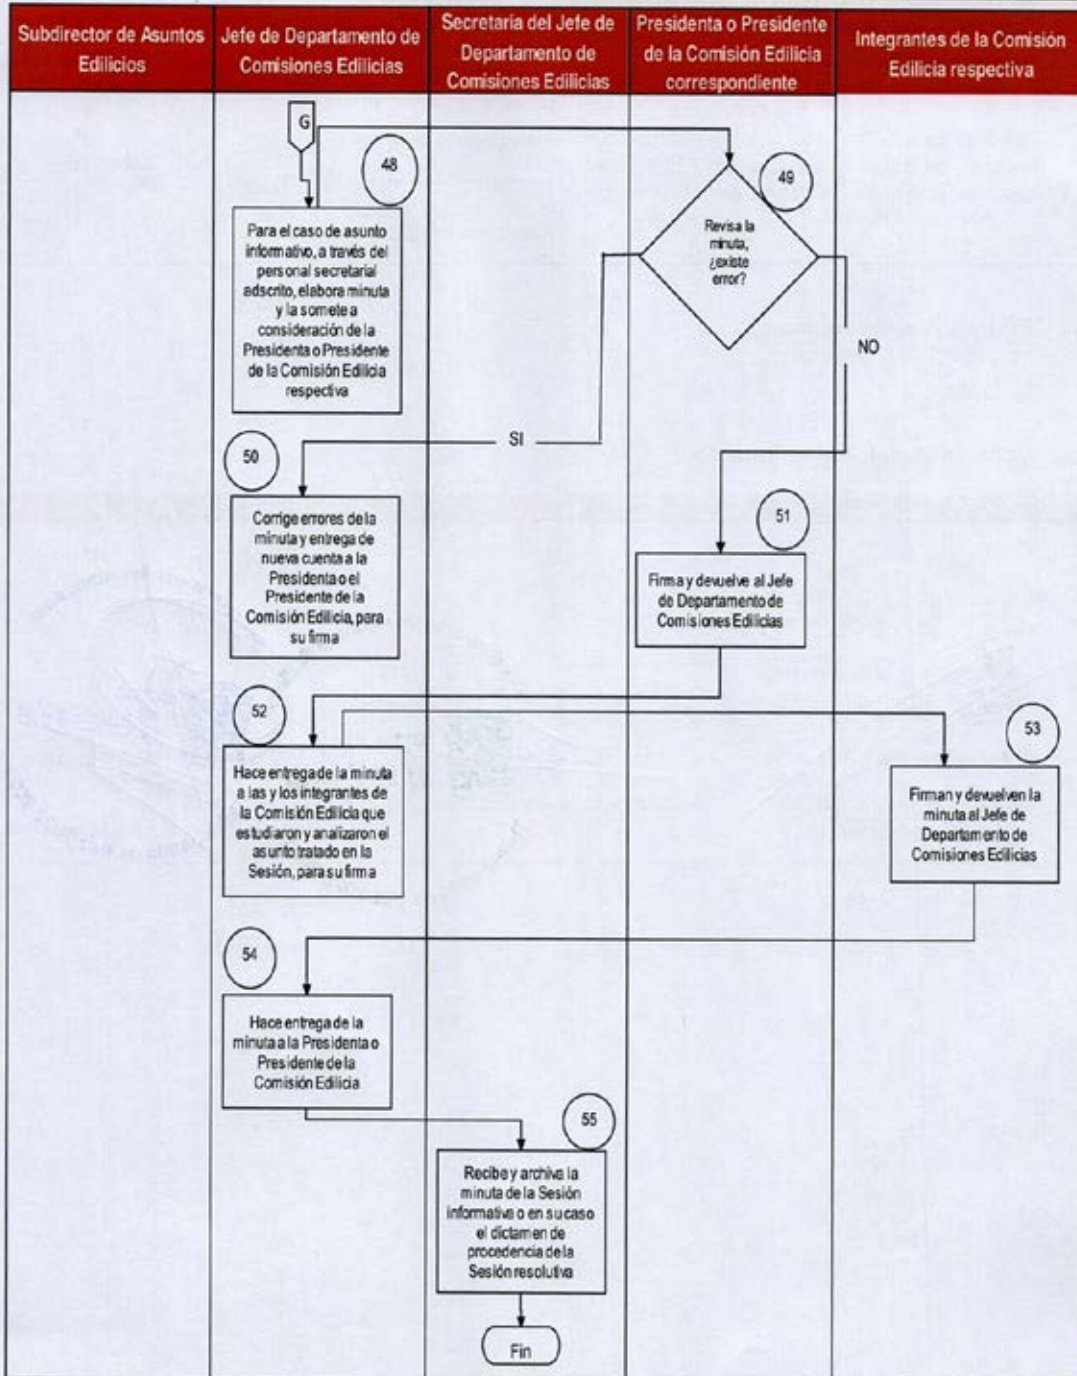 Subdirector de Asuntos
Edilicios
Jefe de Departamento de
Comisiones Edilicias
Secretaria del Jefe de
Departamento de
Comisiones Edilicias
Presidenta o Presidente
de la Comisión Edilicia
correspondiente
Integrantes de la Comisión
Edilicia respectiva
G
48
Para el caso de asunto
informativo, a través del
personal secretarial
adscrito, elabora minuta
y la somete a
consideración de la
Presidenta o Presidente
de la Comisión Edilicia
respectiva
49
Revisa la
minuta,
¿existe
error?
NO
SI
50
Corrige errores de la
minuta y entrega de
nueva cuenta a la
Presidenta o el
Presidente de la
Comisión Edilicia, para
su firma
51
Firma y devuelve al Jefe
de Departamento de
Comisiones Edilicias
52
Hace entrega de la minuta
a las y los integrantes de
la Comisión Edilicia que
estudiaron y analizaron el
asunto tratado en la
Sesión, para su firma
53
Firman y devuelven la
minuta al Jefe de
Departamento de
Comisiones Edilicias
54
Hace entrega de la
minuta a la Presidenta o
Presidente de la
Comisión Edilicia
55
Recibe y archiva la
minuta de la Sesión
informativa o en su caso
el dictamen de
procedencia de la
Sesión resolutiva
Fin